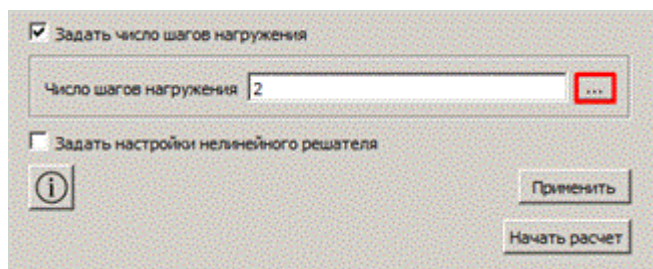 Задать число шагов нагружения
Число шагов нагружения 2 ...
Задать настройки нелинейного решателя
Применить
Начать расчет